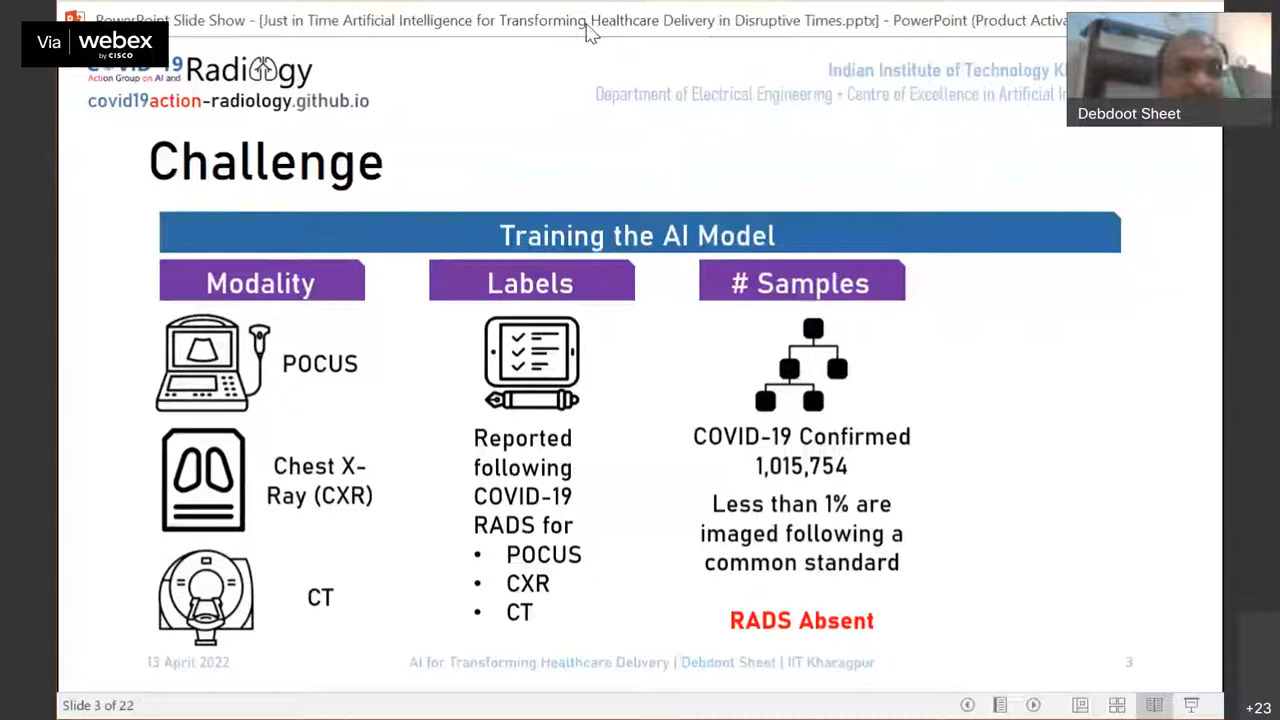 PowerPoint Slide Show - [Just in Time Artificial Intelligence for Transforming Healthcare Delivery in Disruptive Times.pptx] - PowerPoint (Product Activa
Via webex
by CISCO
Action Group on AI and Radiology
covid19action-radiology.github.io
Indian Institute of Technology
Department of Electrical Engineering • Centre of Excellence in Artificial
Debdoot Sheet
Challenge
Training the AI Model
Modality
Labels
# Samples
POCUS
Chest X-
Ray (CXR)
CT
Reported
following
COVID-19
RADS for
• POCUS
• CXR
• CT
COVID-19 Confirmed
1,015,754
Less than 1% are
imaged following a
common standard
RADS Absent
13 April 2022
AI for Transforming Healthcare Delivery | Debdoot Sheet | IIT Kharagpur
3
Slide 3 of 22
+23